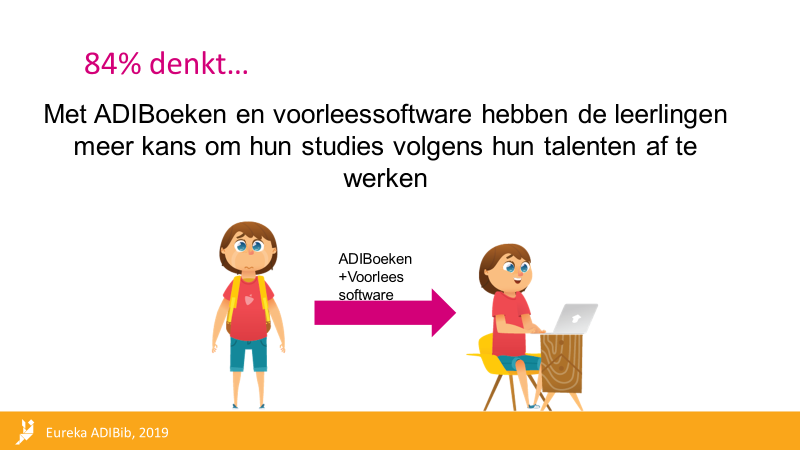 84% denkt…
Met ADIBoeken en voorleessoftware hebben de leerlingen
meer kans om hun studies volgens hun talenten af te
werken
ADIBoeken
+Voorlees
software
Eureka ADIBib, 2019